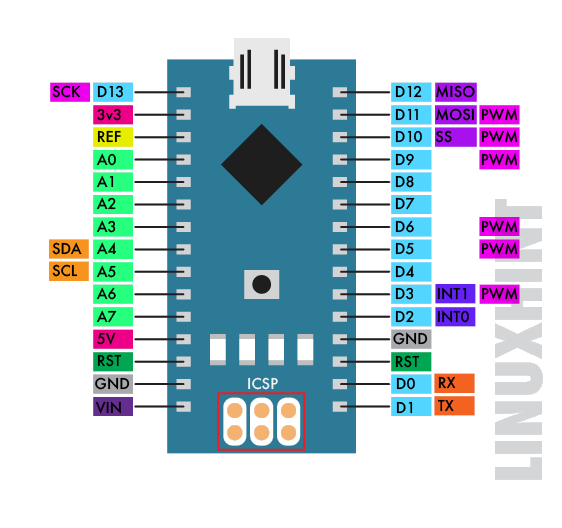 SCK D13 D12 MISO
3v3 D11 MOSI PWM
REF D10 SS PWM
A0 D9 PWM
A1 D8
A2 D7
A3 D6 PWM
SDA A4 D5 PWM
SCL A5 D4
A6 D3 INT1 PWM
A7 D2 INT0
5V GND
RST RST
GND ICSP D0 RX
VIN D1 TX
LINUXHINT